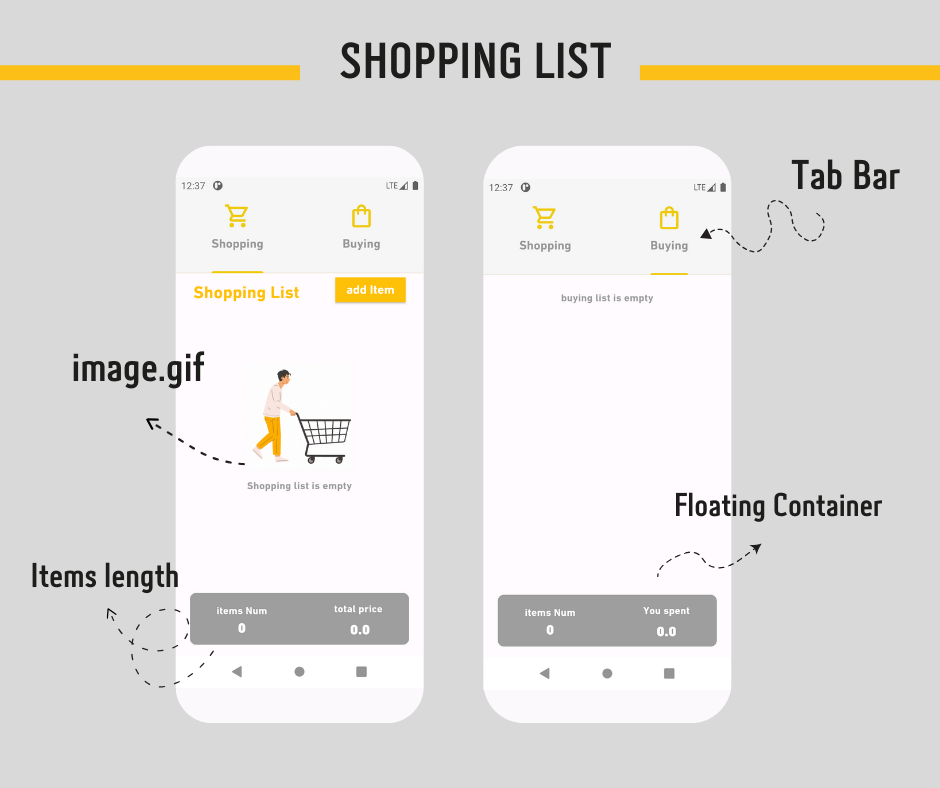 SHOPPING LIST
Tab Bar
12:37
LTE
Shopping
Buying
Shopping List
add Item
image.gif
Shopping list is empty
Items length
items Num
total price
0
0.0
12:37
LTE
Shopping
Buying
buying list is empty
Floating Container
items Num
You spent
0
0.0